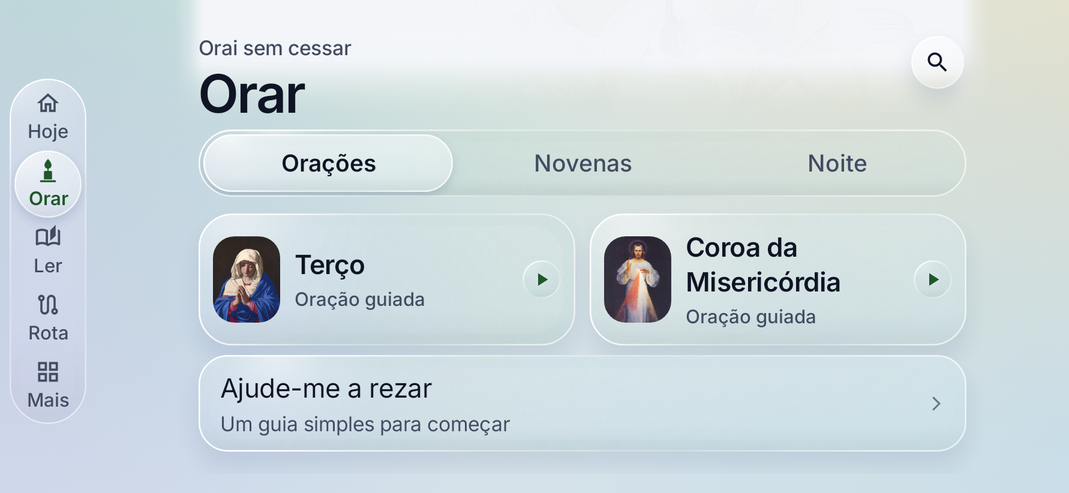 Orai sem cessar
Orar
Hoje
Orar
Ler
Rota
Mais
Orações
Novenas
Noite
Terço
Oração guiada
Coroa da
Misericórdia
Oração guiada
Ajude-me a rezar
Um guia simples para começar